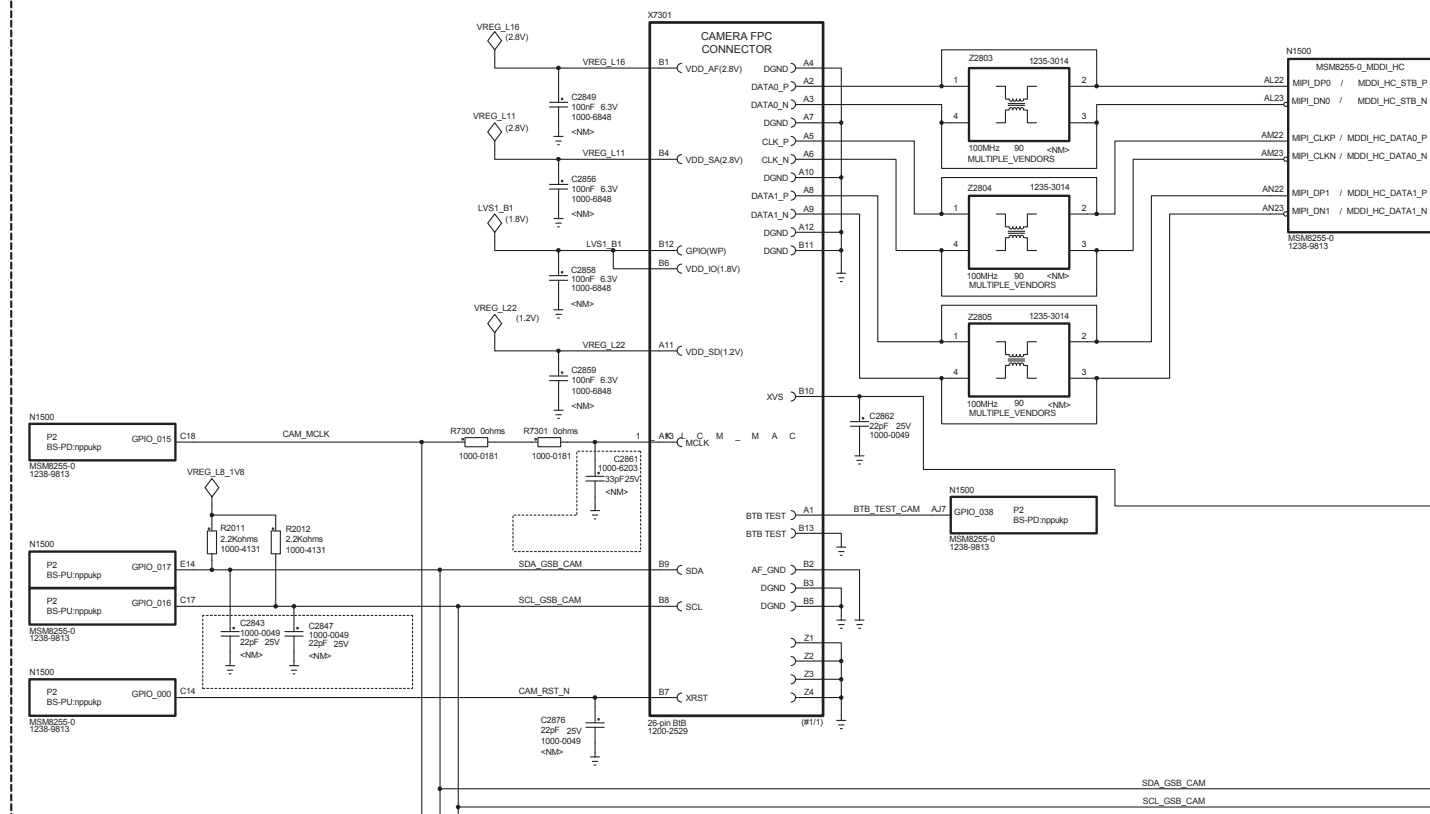 X7301
CAMERA FPC
CONNECTOR
VREG_L16
(2.8V)
VREG_L16
B1
VDD_AF(2.8V)
C2849
100nF 6.3V
1000-6848
<NM>
VREG_L11
(2.8V)
VREG_L11
B4
VDD_SA(2.8V)
C2856
100nF 6.3V
1000-6848
<NM>
LVS1_B1
(1.8V)
LVS1_B1
B12
GPIO(WP)
B6
VDD_IO(1.8V)
C2858
100nF 6.3V
1000-6848
<NM>
VREG_L22
(1.2V)
VREG_L22
A11
VDD_SD(1.2V)
C2859
100nF 6.3V
1000-6848
<NM>
DGND A4
DATA0_P A2
DATA0_N A3
DGND A7
CLK_P A5
CLK_N A6
DGND A10
DATA1_P A8
DATA1_N A9
DGND A12
DGND B11
Z2803 1235-3014
1 2
4 3
100MHz 90 <NM>
MULTIPLE_VENDORS
Z2804 1235-3014
1 2
4 3
100MHz 90 <NM>
MULTIPLE_VENDORS
Z2805 1235-3014
1 2
4 3
100MHz 90 <NM>
MULTIPLE_VENDORS
N1500
MSM8255-0_MDDI_HC
AL22 MIPI_DP0 / MDDI_HC_STB_P
AL23 MIPI_DN0 / MDDI_HC_STB_N
AM22 MIPI_CLKP / MDDI_HC_DATA0_P
AM23 MIPI_CLKN / MDDI_HC_DATA0_N
AN22 MIPI_DP1 / MDDI_HC_DATA1_P
AN23 MIPI_DN1 / MDDI_HC_DATA1_N
MSM8255-0
1238-9813
XVS B10
C2862
22pF 25V
1000-0049
N1500
P2
BS-PD:nppukp
GPIO_015
C18
MSM8255-0
1238-9813
CAM_MCLK
R7300 0ohms
1000-0181
R7301 0ohms
1000-0181
1
L C M _ M A C
MCLK
C2861
1000-6203
33pF25V
<NM>
VREG_L8_1V8
R2011
2.2Kohms
1000-4131
R2012
2.2Kohms
1000-4131
BTB TEST A1
BTB_TEST_CAM AJ7
N1500
GPIO_038 P2
BS-PD:nppukp
MSM8255-0
1238-9813
BTB TEST B13
N1500
P2
BS-PU:nppukp
GPIO_017
E14
SDA_GSB_CAM
B9
SDA
P2
BS-PU:nppukp
GPIO_016
C17
SCL_GSB_CAM
B8
SCL
MSM8255-0
1238-9813
AF_GND B2
DGND B3
DGND B5
C2843
1000-0049
22pF 25V
<NM>
C2847
1000-0049
22pF 25V
<NM>
Z1
Z2
Z3
Z4
N1500
P2
BS-PU:nppukp
GPIO_000
C14
MSM8255-0
1238-9813
CAM_RST_N
B7
XRST
C2876
22pF 25V
1000-0049
<NM>
26-pin BtB
1200-2529
(#1/1)
SDA_GSB_CAM
SCL_GSB_CAM